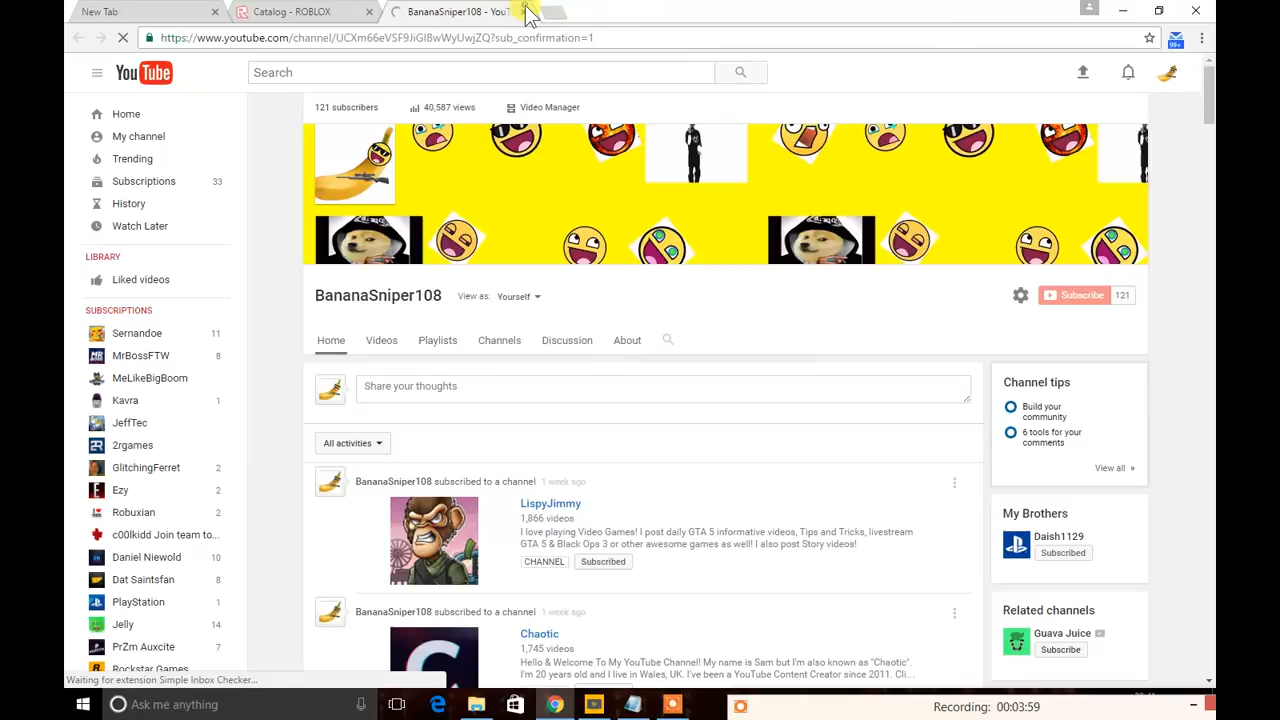 New Tab
Catalog - ROBLOX
BananaSniper108 - YouT
https://www.youtube.com/channel/UCXm66eVSF9JiGIBwWyUwjZQ?sub_confirmation=1
99+
YouTube
Search
121 subscribers
40,587 views
Video Manager
Home
My channel
Trending
Subscriptions 33
History
Watch Later
LIBRARY
Liked videos
SUBSCRIPTIONS
Sernandoe 11
MrBossFTW 8
MeLikeBigBoom
Kavra 1
JeffTec
2rgames
GlitchingFerret 2
Ezy 2
Robuxian 2
c00lkidd Join team to...
Daniel Niewold 10
Dat Saintsfan 8
PlayStation 1
Jelly 14
PrZm Auxcite 7
Rockstar Games
BananaSniper108
View as: Yourself
Subscribe 121
Home
Videos
Playlists
Channels
Discussion
About
Share your thoughts
All activities
BananaSniper108 subscribed to a channel 1 week ago
LispyJimmy
1,866 videos
I love playing Video Games! I post daily GTA 5 informative videos, Tips and Tricks, livestream
GTA 5 & Black Ops 3 or other awesome games as well! I also post Story videos!
CHANNEL
Subscribed
BananaSniper108 subscribed to a channel 1 week ago
Chaotic
1,745 videos
Hello & Welcome To My YouTube Channel! My name is Sam but I'm also known as "Chaotic".
I'm 20 years old and I live in Wales, UK. I've been a YouTube Content Creator since 2011. Cli...
Channel tips
Build your
community
6 tools for your
comments
View all »
My Brothers
Daish1129
Subscribed
Related channels
Guava Juice
Subscribe
Waiting for extension Simple Inbox Checker...
Ask me anything
Recording: 00:03:59